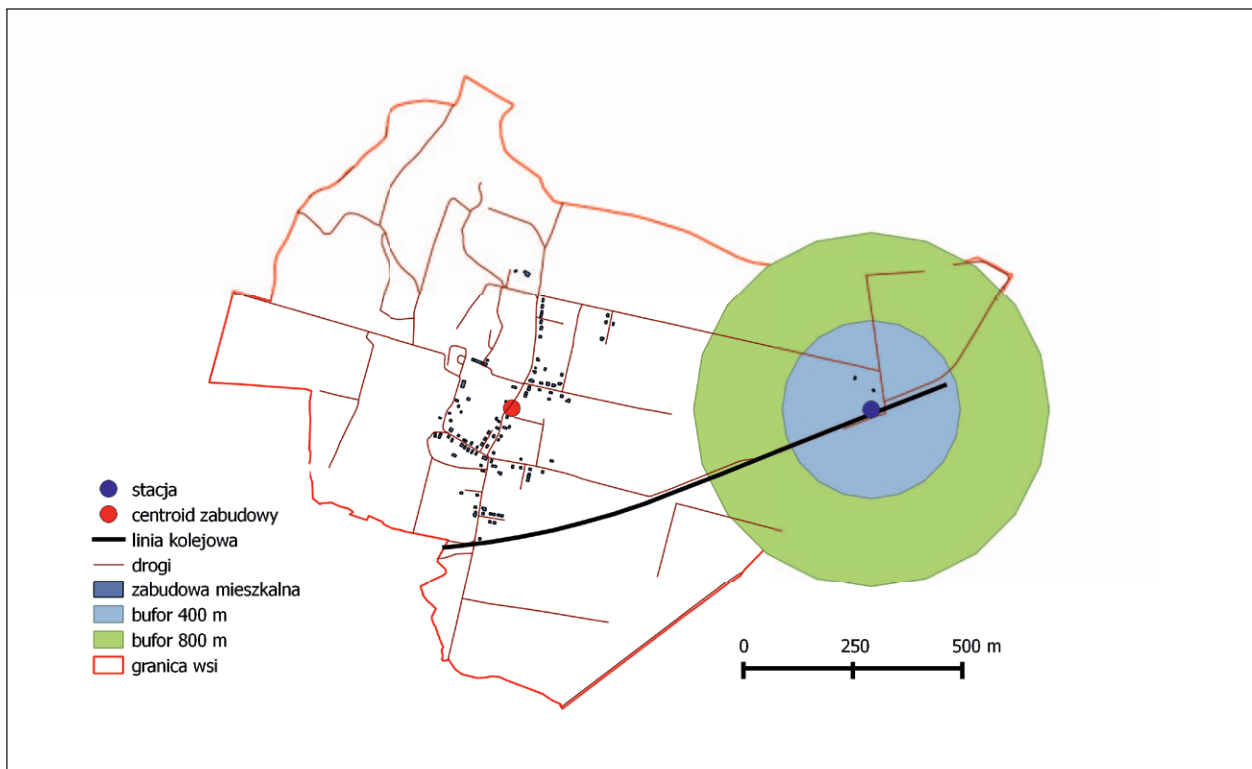 stacja
centroid zabudowy
linia kolejowa
drogi
zabudowa mieszkalna
bufor 400 m
bufor 800 m
granica wsi
0 250 500 m